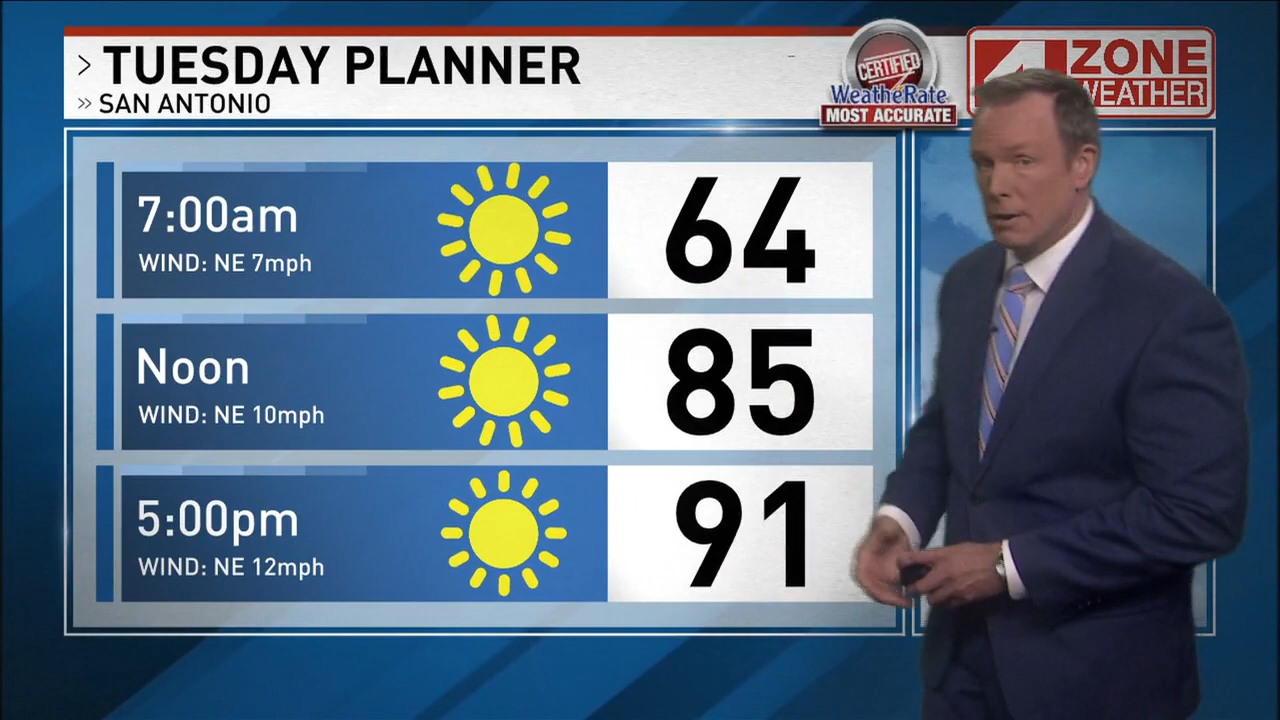 > TUESDAY PLANNER
» SAN ANTONIO
CERTIFIED
WeatheRate
MOST ACCURATE
4 ZONE
WEATHER
7:00am
WIND: NE 7mph
64
Noon
WIND: NE 10mph
85
5:00pm
WIND: NE 12mph
91